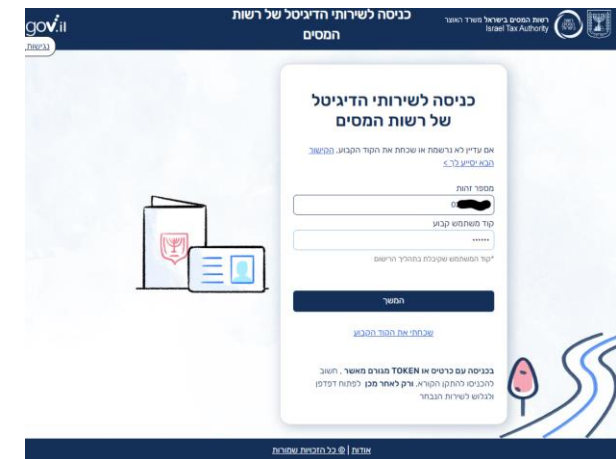 gov.il
נגישות
כניסה לשירותי הדיגיטל של רשות
המסים
רשות המסים בישראל משרד האוצר
Israel Tax Authority
כניסה לשירותי הדיגיטל
של רשות המסים
אם עדיין לא נרשמת או שכחת את הקוד הקבוע, הקישור
הבא יסייע לך >
מספר זהות
קוד משתמש קבוע
••••••
*קוד המשתמש שקיבלת בתהליך הרישום
המשך
שכחתי את הקוד הקבוע
בכניסה עם כרטיס או TOKEN מגורם מאשר , חשוב
להכניסו להתקן הקורא, ורק לאחר מכן לפתוח דפדפן
ולגלוש לשירות הנבחר
אודות | © כל הזכויות שמורות